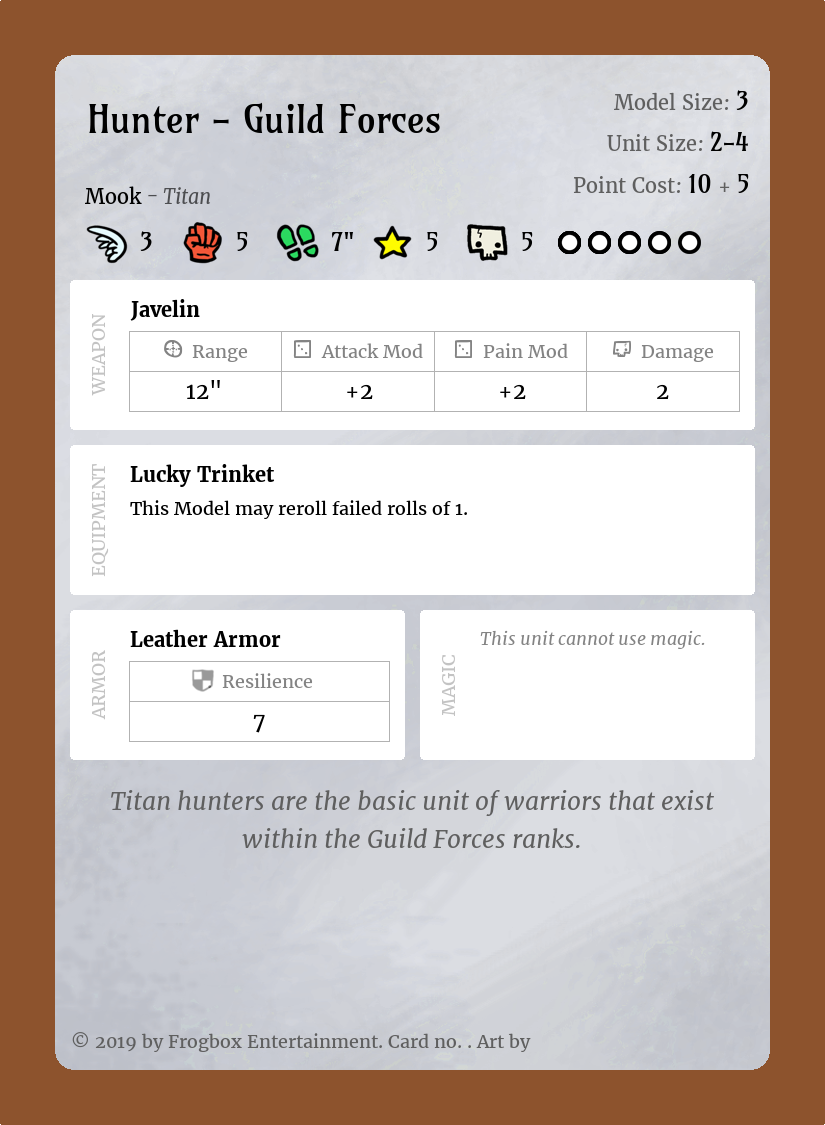 Hunter - Guild Forces
Model Size: 3
Unit Size: 2-4
Point Cost: 10 + 5
Mook - Titan
3 5 7" 5 5
WEAPON
Javelin
Range Attack Mod Pain Mod Damage
12" +2 +2 2
EQUIPMENT
Lucky Trinket
This Model may reroll failed rolls of 1.
ARMOR
Leather Armor
Resilience
7
MAGIC
This unit cannot use magic.
Titan hunters are the basic unit of warriors that exist
within the Guild Forces ranks.
© 2019 by Frogbox Entertainment. Card no. . Art by